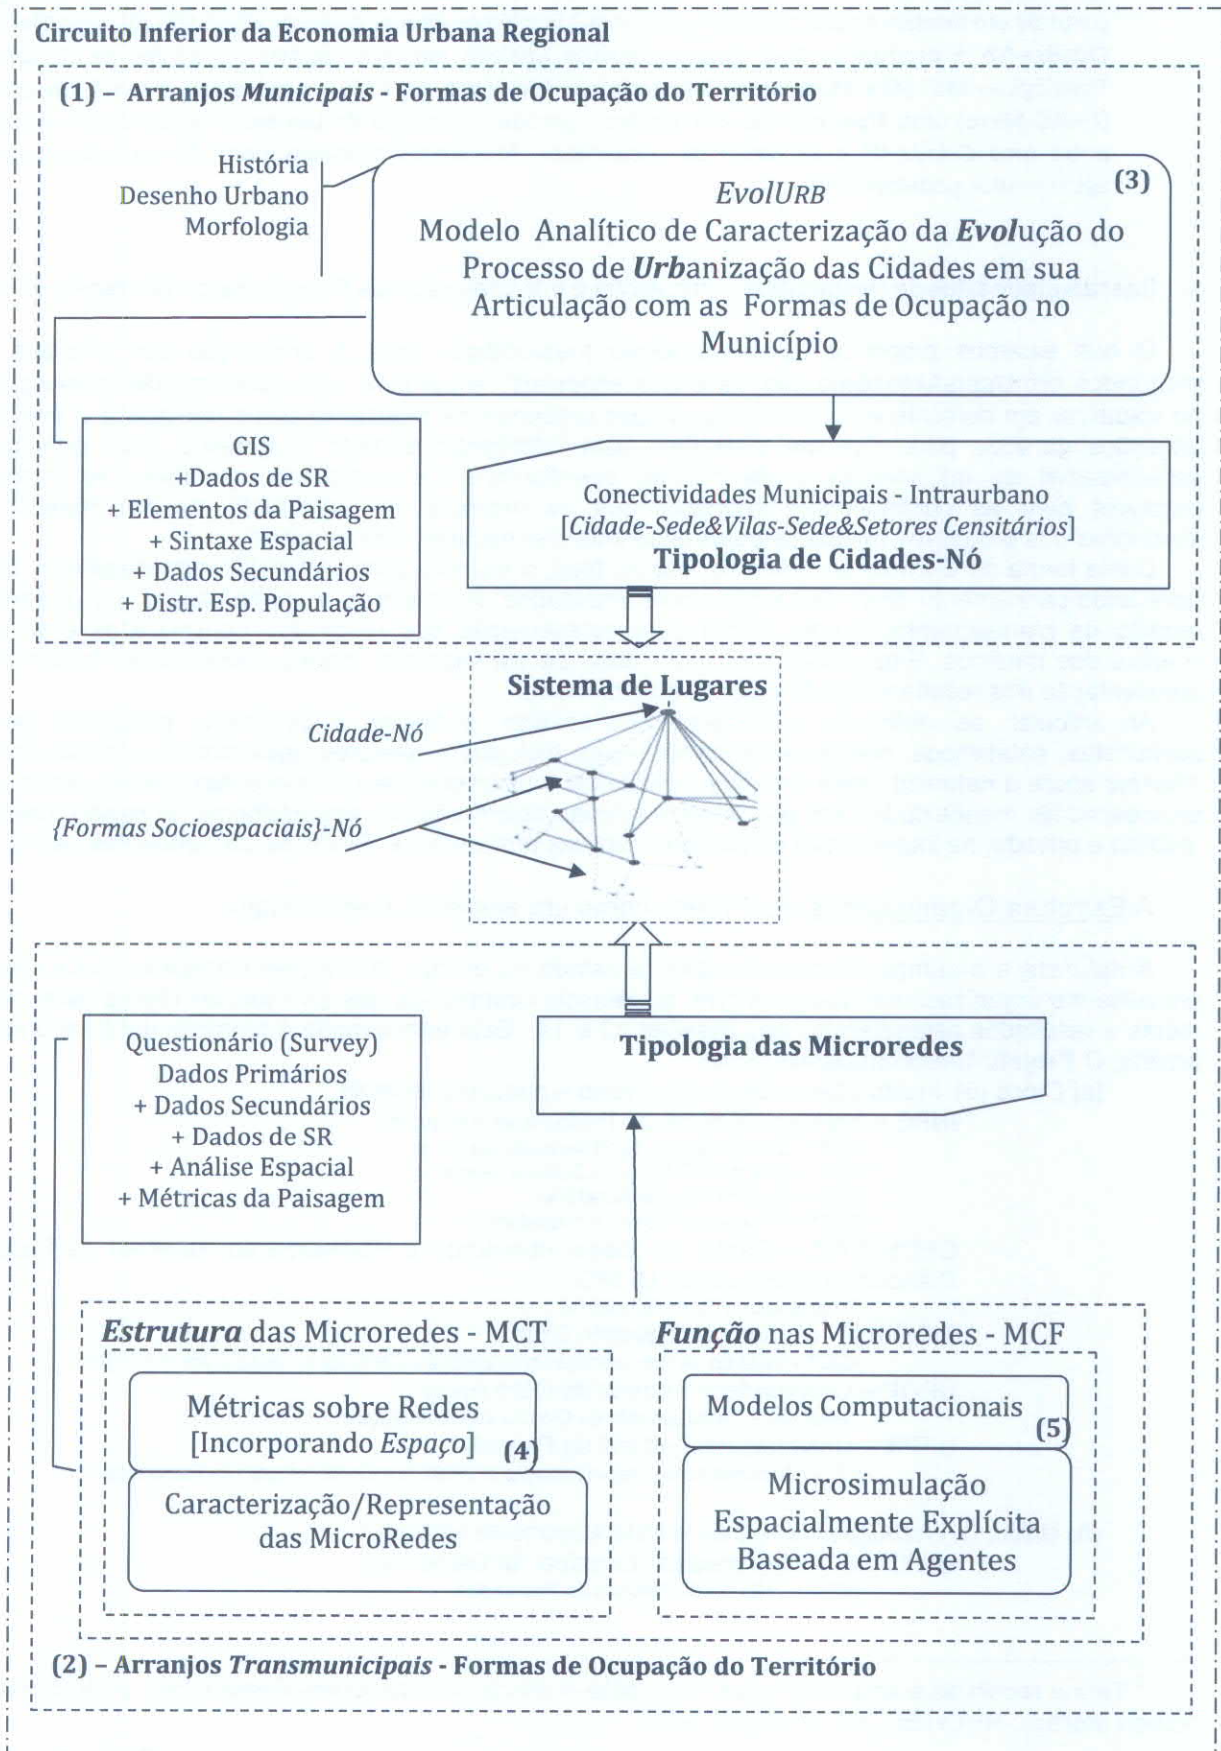 Circuito Inferior da Economia Urbana Regional
(1) – Arranjos Municipais - Formas de Ocupação do Território
História
Desenho Urbano
Morfologia
(3)
EvolURB
Modelo Analítico de Caracterização da Evolução do
Processo de Urbanização das Cidades em sua
Articulação com as Formas de Ocupação no
Município
GIS
+Dados de SR
+ Elementos da Paisagem
+ Sintaxe Espacial
+ Dados Secundários
+ Distr. Esp. População
Conectividades Municipais - Intraurbano
[Cidade-Sede&Vilas-Sede&Setores Censitários]
Tipologia de Cidades-Nó
Sistema de Lugares
Cidade-Nó
{Formas Socioespaciais}-Nó
Questionário (Survey)
Dados Primários
+ Dados Secundários
+ Dados de SR
+ Análise Espacial
+ Métricas da Paisagem
Tipologia das Microredes
Estrutura das Microredes - MCT
Métricas sobre Redes
[Incorporando Espaço]
(4)
Caracterização/Representação
das MicroRedes
Função nas Microredes - MCF
Modelos Computacionais
(5)
Microsimulação
Espacialmente Explícita
Baseada em Agentes
(2) – Arranjos Transmunicipais - Formas de Ocupação do Território